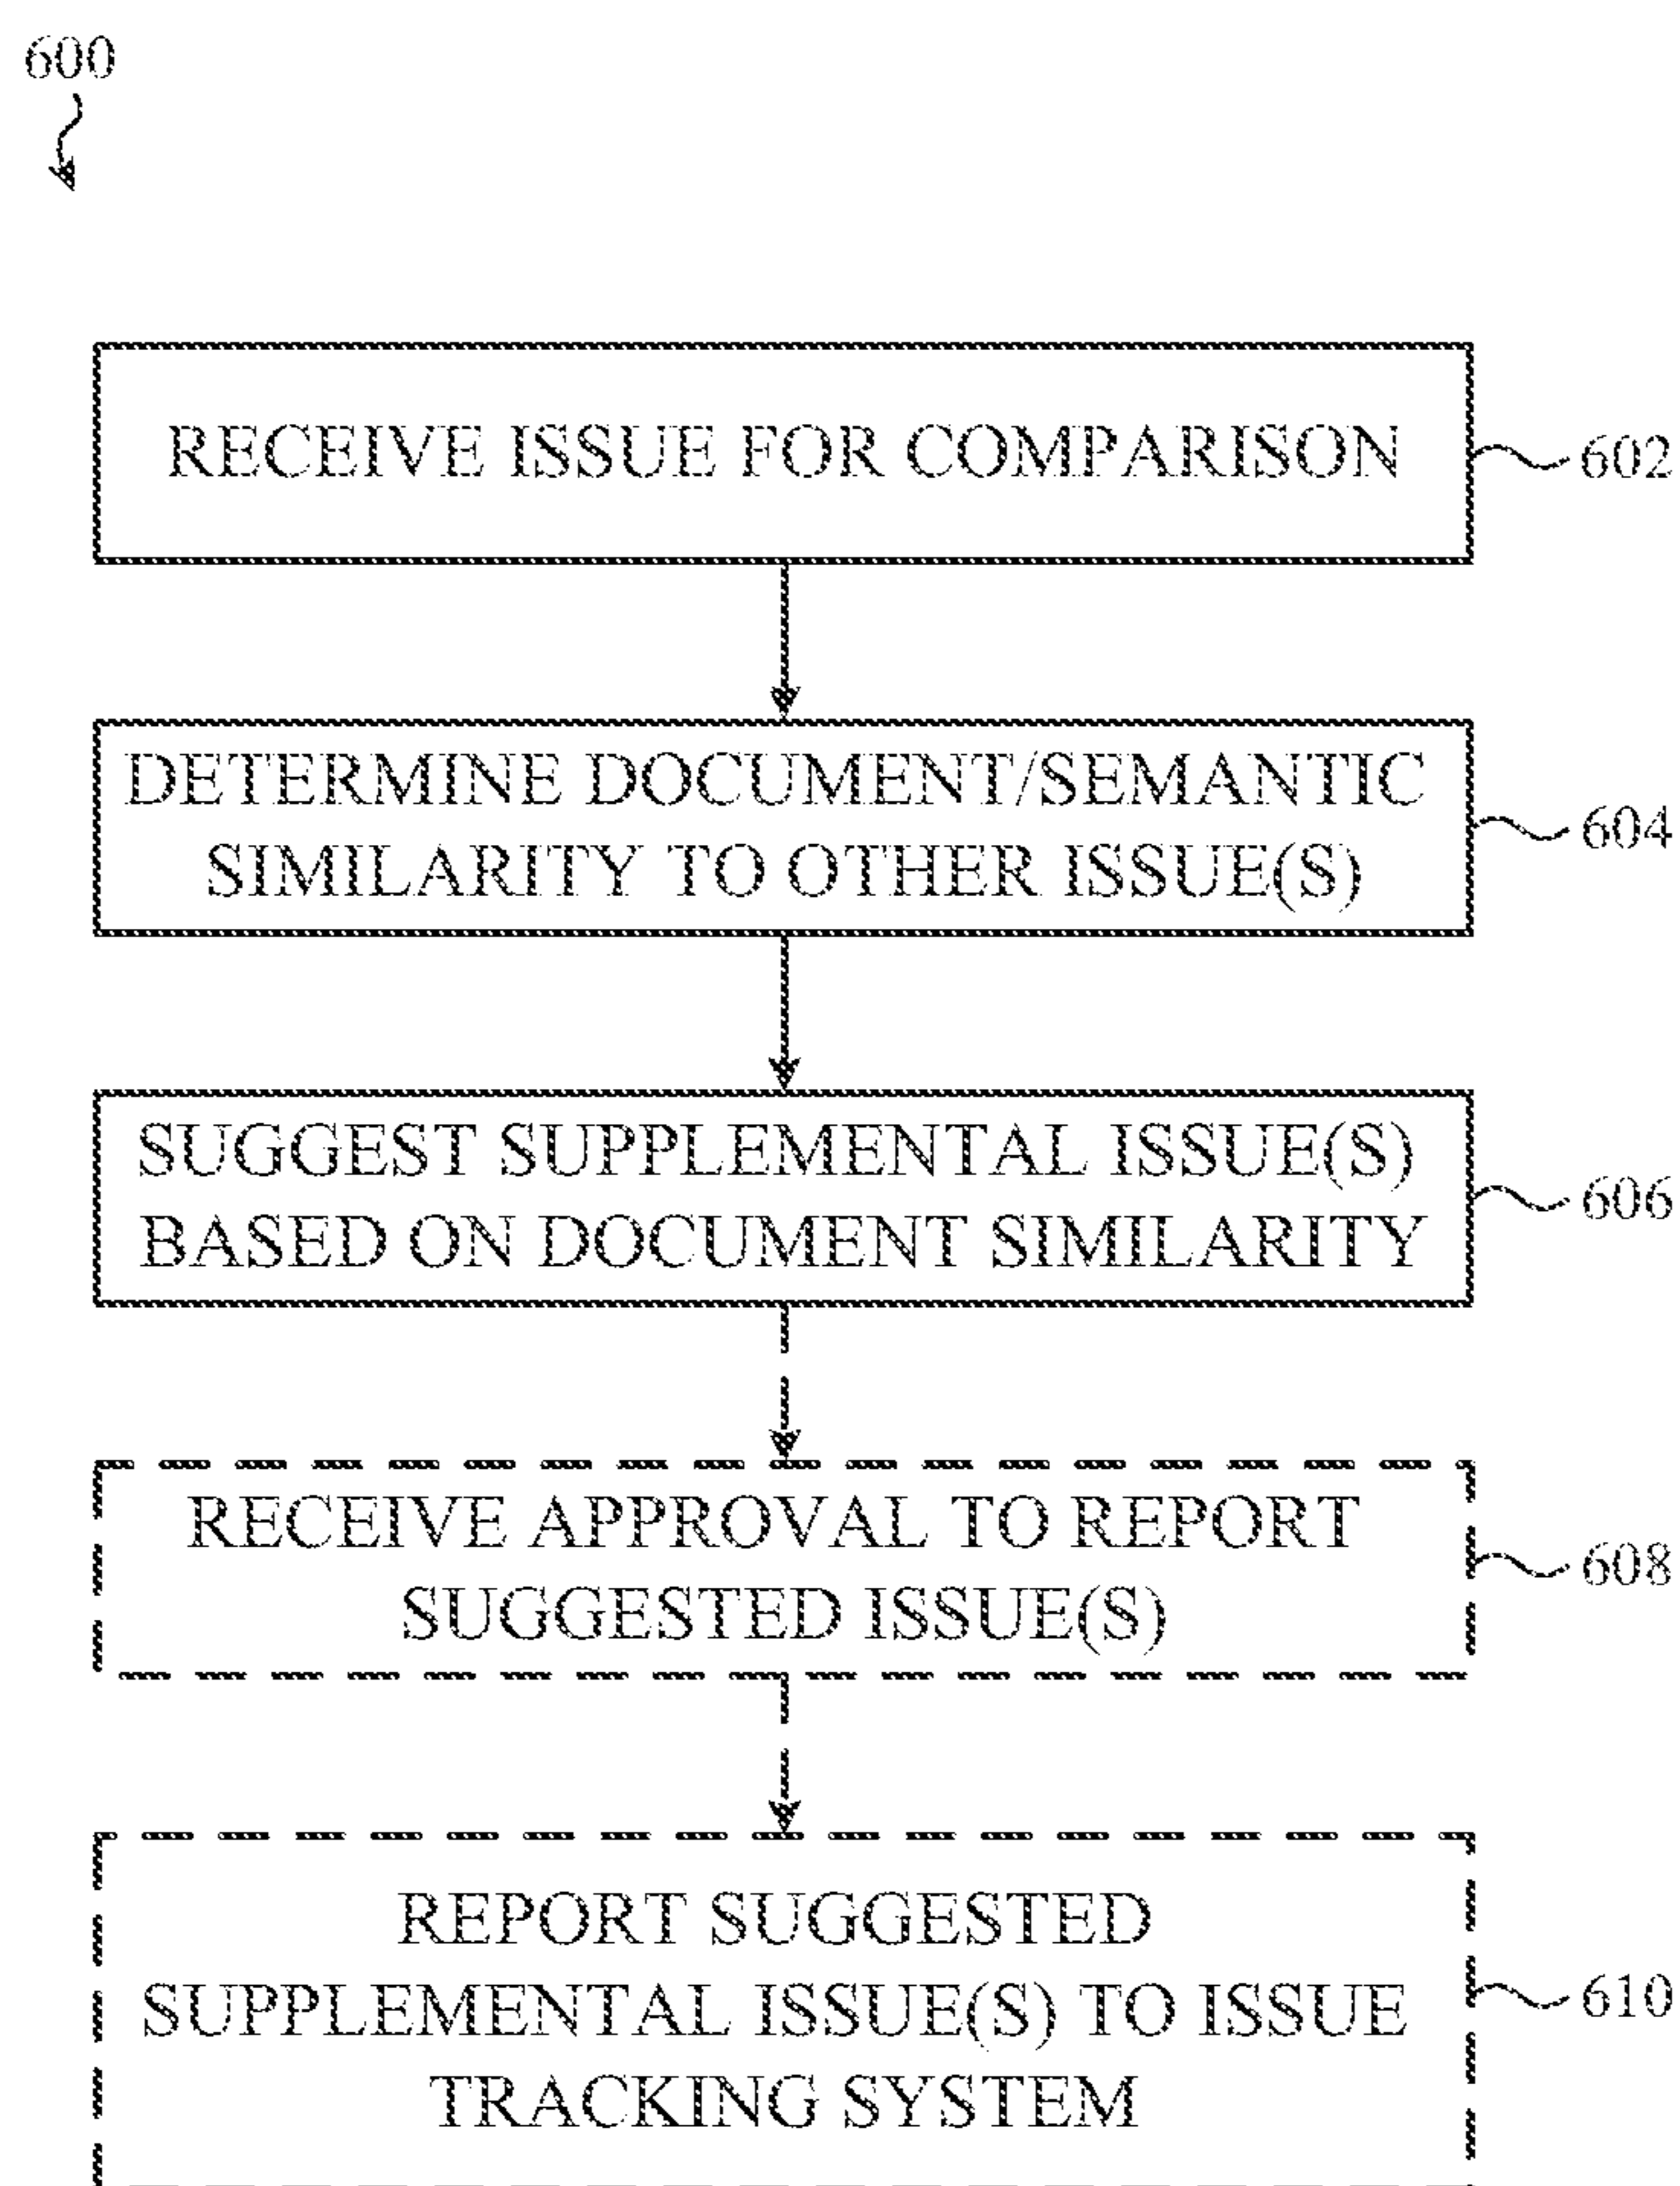 600
RECEIVE ISSUE FOR COMPARISON
602
DETERMINE DOCUMENT/SEMANTIC
SIMILARITY TO OTHER ISSUE(S)
604
SUGGEST SUPPLEMENTAL ISSUE(S)
BASED ON DOCUMENT SIMILARITY
606
RECEIVE APPROVAL TO REPORT
SUGGESTED ISSUE(S)
608
REPORT SUGGESTED
SUPPLEMENTAL ISSUE(S) TO ISSUE
TRACKING SYSTEM
610